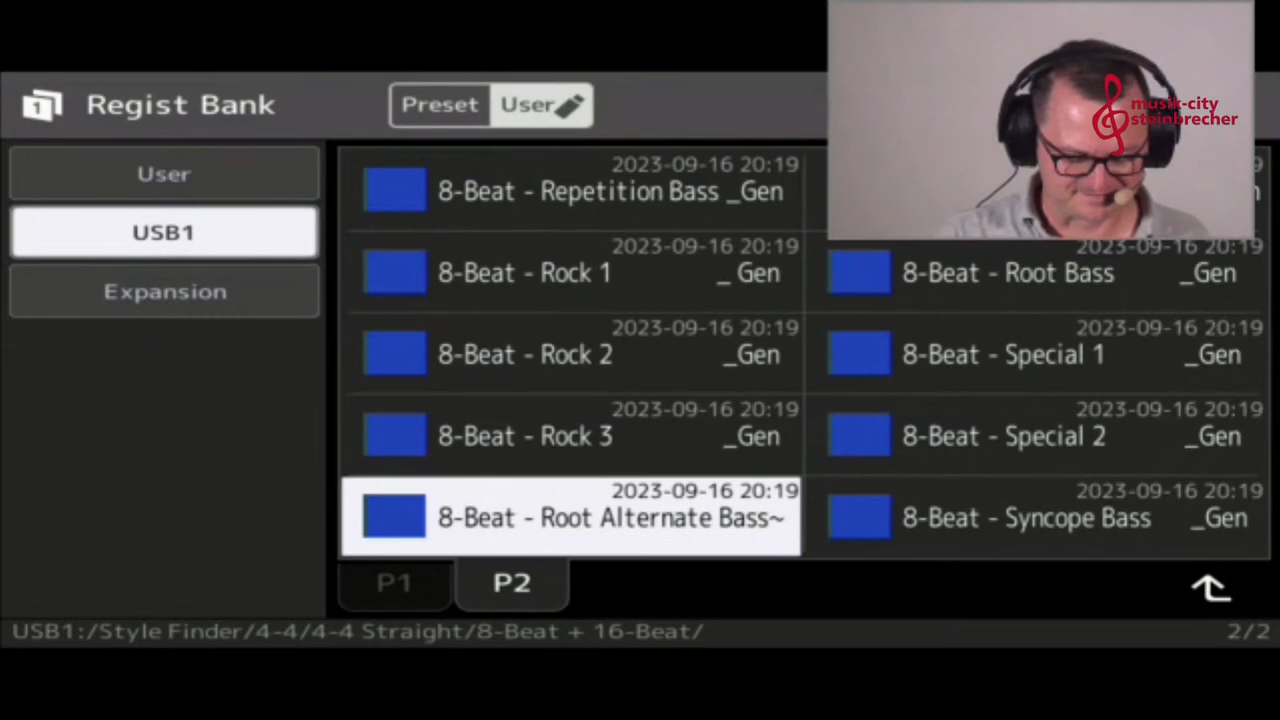 1 Regist Bank
Preset User
musik-city
steinbrecher
User
USB1
Expansion
2023-09-16 20:19
8-Beat - Repetition Bass _Gen
2023-09-16 20:19
8-Beat - Rock 1 _ Gen
2023-09-16 20:19
8-Beat - Rock 2 _Gen
2023-09-16 20:19
8-Beat - Rock 3 _Gen
2023-09-16 20:19
8-Beat - Root Alternate Bass~
2023-09-16 20:19
8-Beat - Root Bass _Gen
2023-09-16 20:19
8-Beat - Special 1 _Gen
2023-09-16 20:19
8-Beat - Special 2 _Gen
2023-09-16 20:19
8-Beat - Syncope Bass _Gen
P1 P2
USB1:/Style Finder/4-4/4-4 Straight/8-Beat + 16-Beat/ 2/2